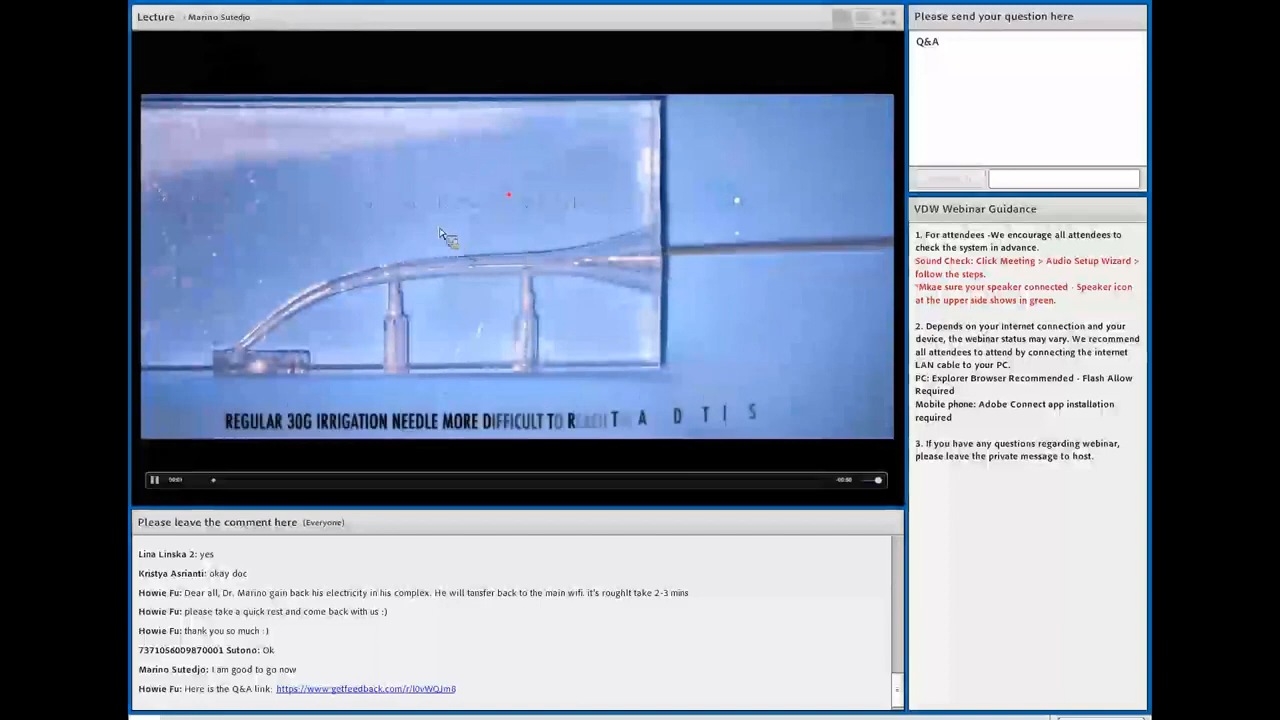 Lecture Marino Sutedjo
REGULAR 30G IRRIGATION NEEDLE MORE DIFFICULT TO
Please leave the comment here (Everyone)
Lina Linska 2: yes
Kristya Asrianti: okay doc
Howie Fu: Dear all, Dr. Marino gain back his electricity in his complex. He will tansfer back to the main wifi. it's roughlt take 2-3 mins
Howie Fu: please take a quick rest and come back with us :)
Howie Fu: thank you so much :)
7371056009870001 Sutono: Ok
Marino Sutedjo: I am good to go now
Howie Fu: Here is the Q&A link:
Please send your question here
Q&A
VDW Webinar Guidance
1. For attendees -We encourage all attendees to
check the system in advance.
Sound Check: Click Meeting > Audio Setup Wizard >
follow the steps.
*Mkae sure your speaker connected - Speaker icon
at the upper side shows in green.
2. Depends on your internet connection and your
device, the webinar status may vary. We recommend
all attendees to attend by connecting the internet
LAN cable to your PC.
PC: Explorer Browser Recommended - Flash Allow
Required
Mobile phone: Adobe Connect app installation
required
3. If you have any questions regarding webinar,
please leave the private message to host.